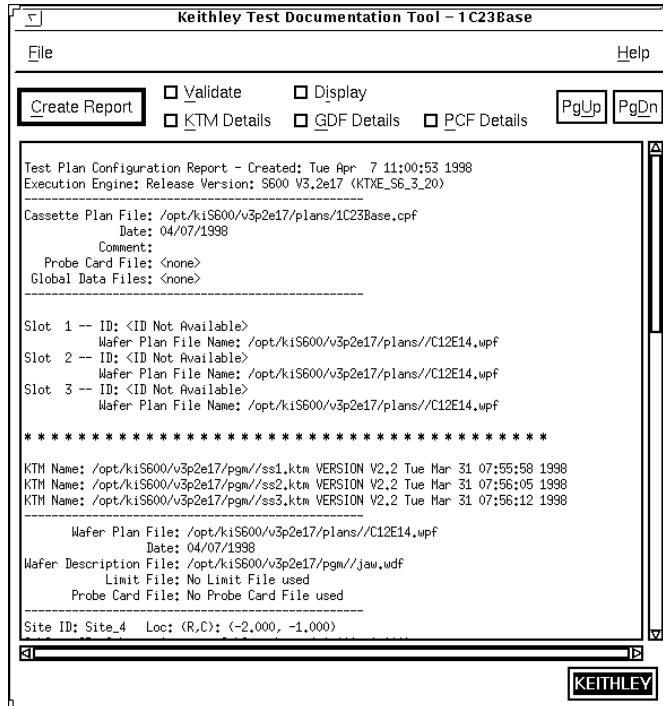 Keithley Test Documentation Tool – 1C23Base
File Help
Create Report
Validate Display
KTM Details GDF Details PCF Details
PgUp PgDn
Test Plan Configuration Report - Created: Tue Apr 7 11:00:53 1998
Execution Engine: Release Version: S600 V3.2e17 (KTXE_S6_3_20)
--------------------------------------------------
Cassette Plan File: /opt/kiS600/v3p2e17/plans/1C23Base.cpf
Date: 04/07/1998
Comment:
Probe Card File: <none>
Global Data Files: <none>
--------------------------------------------------
Slot 1 -- ID: <ID Not Available>
Wafer Plan File Name: /opt/kiS600/v3p2e17/plans//C12E14.wpf
Slot 2 -- ID: <ID Not Available>
Wafer Plan File Name: /opt/kiS600/v3p2e17/plans//C12E14.wpf
Slot 3 -- ID: <ID Not Available>
Wafer Plan File Name: /opt/kiS600/v3p2e17/plans//C12E14.wpf
* * * * * * * * * * * * * * * * * * * * * * * * * * * * * * * * * * * * * * *
KTM Name: /opt/kiS600/v3p2e17/pgm//ss1.ktm VERSION V2.2 Tue Mar 31 07:55:58 1998
KTM Name: /opt/kiS600/v3p2e17/pgm//ss2.ktm VERSION V2.2 Tue Mar 31 07:56:05 1998
KTM Name: /opt/kiS600/v3p2e17/pgm//ss3.ktm VERSION V2.2 Tue Mar 31 07:56:12 1998
--------------------------------------------------
Wafer Plan File: /opt/kiS600/v3p2e17/plans//C12E14.wpf
Date: 04/07/1998
Wafer Description File: /opt/kiS600/v3p2e17/pgm//jaw.wdf
Limit File: No Limit File used
Probe Card File: No Probe Card File used
--------------------------------------------------
Site ID: Site_4 Loc: (R,C): (-2.000, -1.000)
KEITHLEY